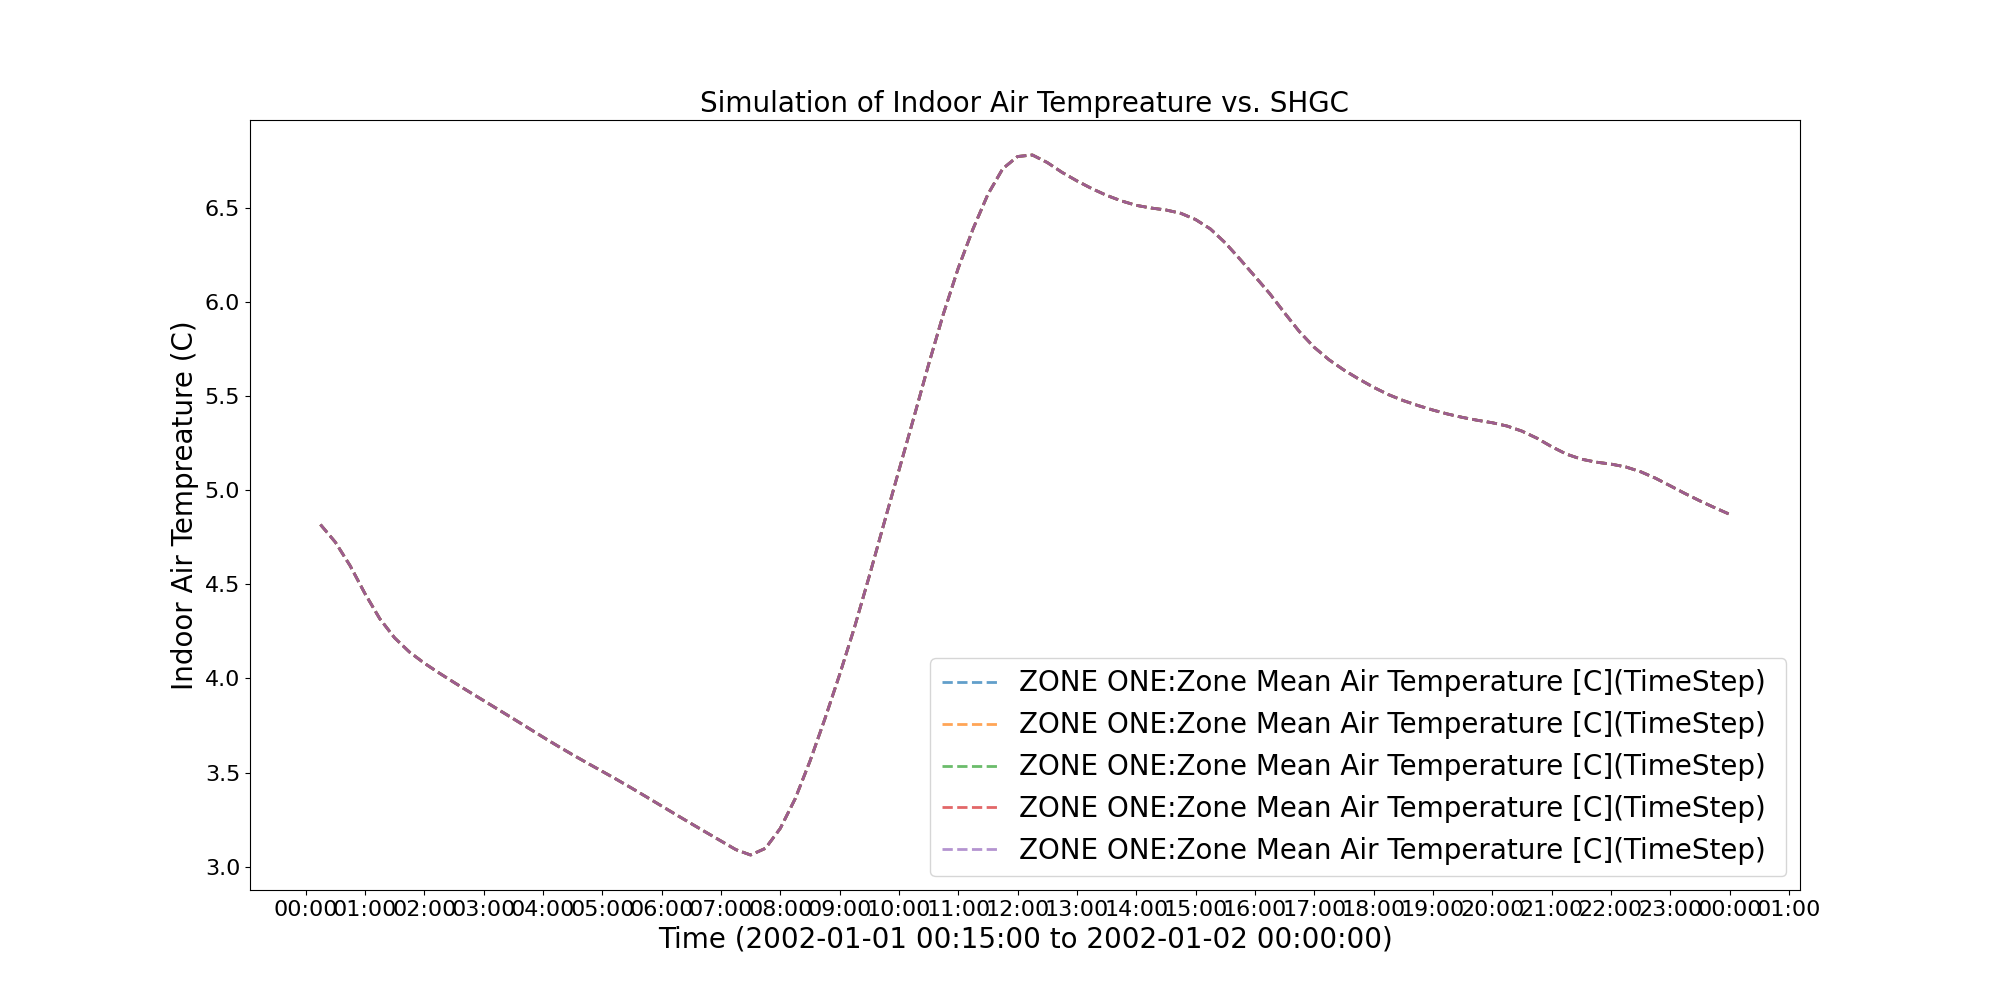 Simulation of Indoor Air Tempreature vs. SHGC
Indoor Air Tempreature (C)
6.5
6.0
5.5
5.0
4.5
4.0
3.5
3.0
ZONE ONE:Zone Mean Air Temperature [C](TimeStep)
ZONE ONE:Zone Mean Air Temperature [C](TimeStep)
ZONE ONE:Zone Mean Air Temperature [C](TimeStep)
ZONE ONE:Zone Mean Air Temperature [C](TimeStep)
ZONE ONE:Zone Mean Air Temperature [C](TimeStep)
00:00 01:00 02:00 03:00 04:00 05:00 06:00 07:00 08:00 09:00 10:00 11:00 12:00 13:00 14:00 15:00 16:00 17:00 18:00 19:00 20:00 21:00 22:00 23:00 00:00 01:00
Time (2002-01-01 00:15:00 to 2002-01-02 00:00:00)